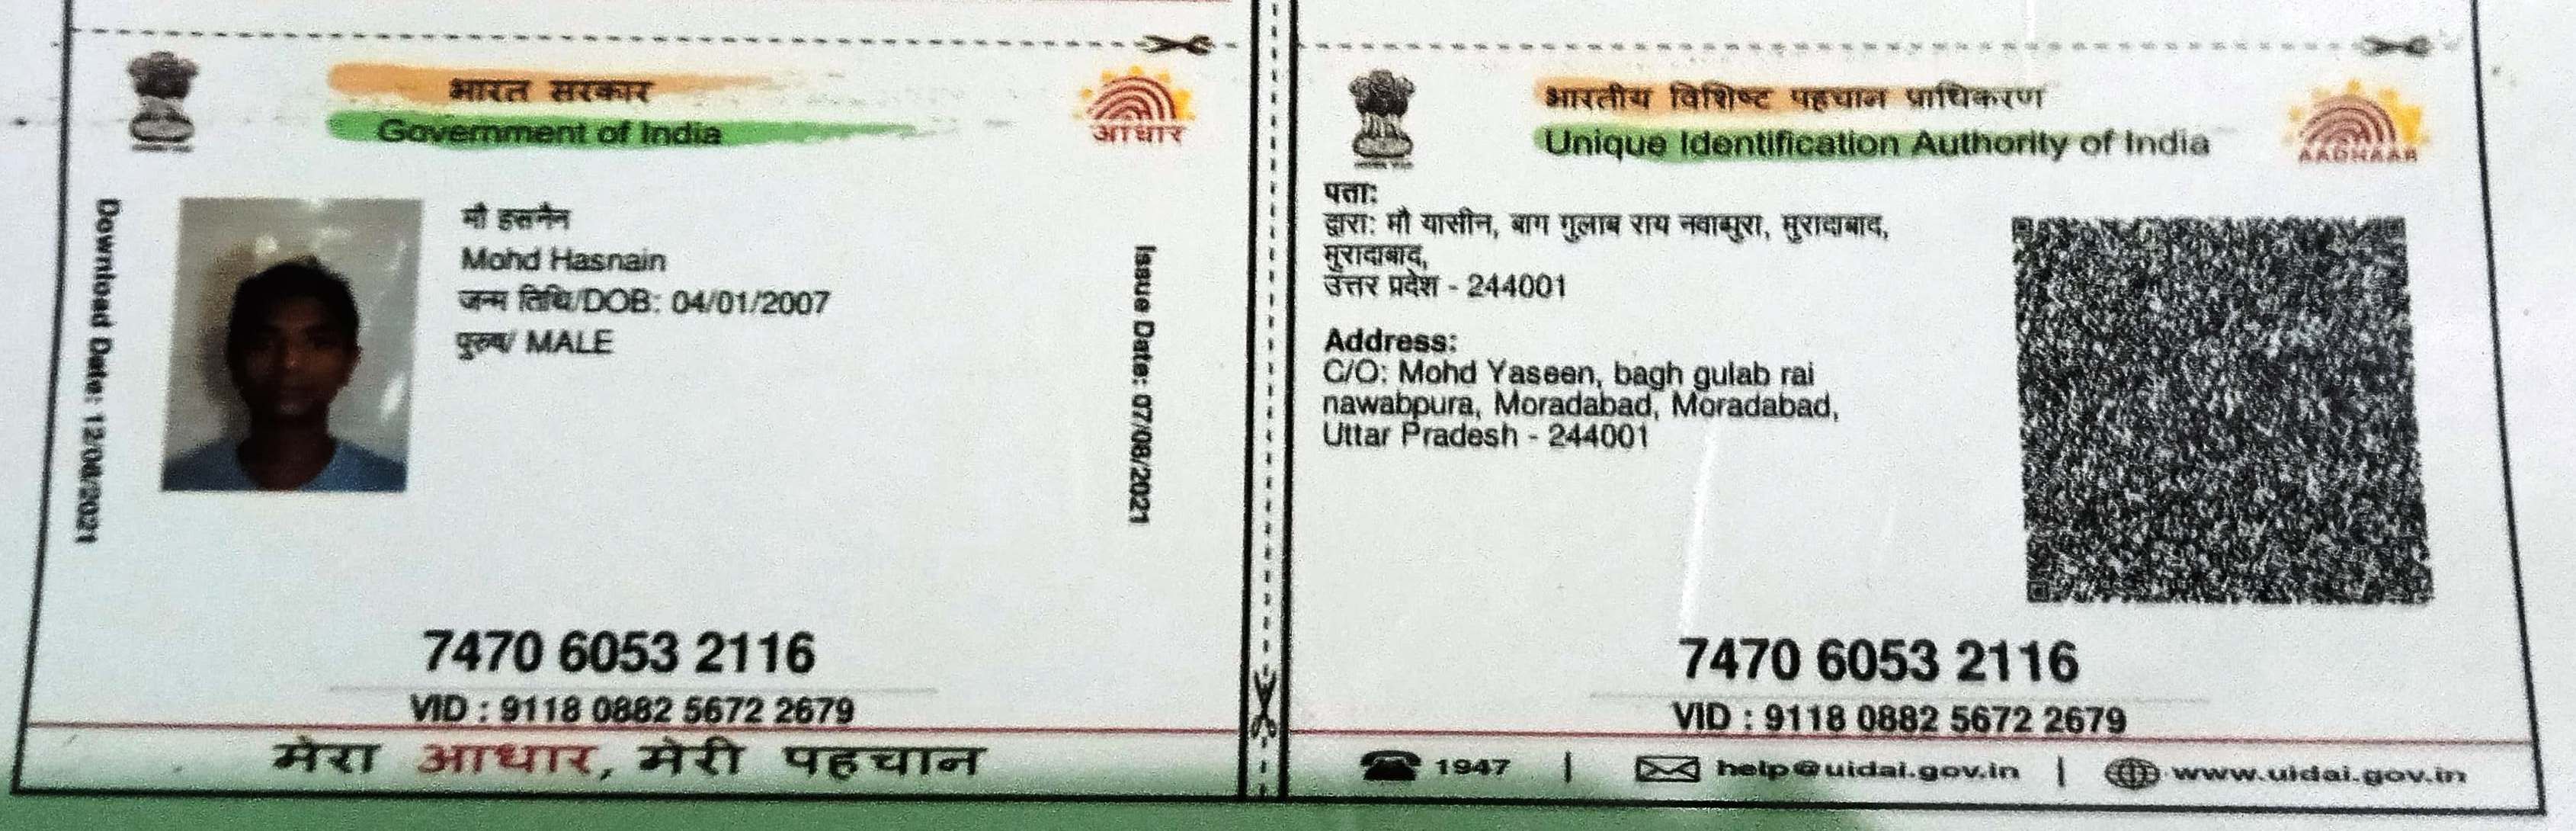 भारत सरकार
Government of India
आधार
Download Date: 12/08/2021
मौ हसनैन
Mohd Hasnain
जन्म तिथि/DOB: 04/01/2007
पुरुष/ MALE
Issue Date: 07/08/2021
7470 6053 2116
VID : 9118 0882 5672 2679
मेरा आधार, मेरी पहचान
भारतीय विशिष्ट पहचान प्राधिकरण
Unique Identification Authority of India
AADHAAR
पता:
द्वारा: मौ यासीन, बाग गुलाब राय नवाबपुरा, मुरादाबाद,
मुरादाबाद,
उत्तर प्रदेश - 244001
Address:
C/O: Mohd Yaseen, bagh gulab rai
nawabpura, Moradabad, Moradabad,
Uttar Pradesh - 244001
7470 6053 2116
VID : 9118 0882 5672 2679
1947 | help@uidai.gov.in | www.uidai.gov.in